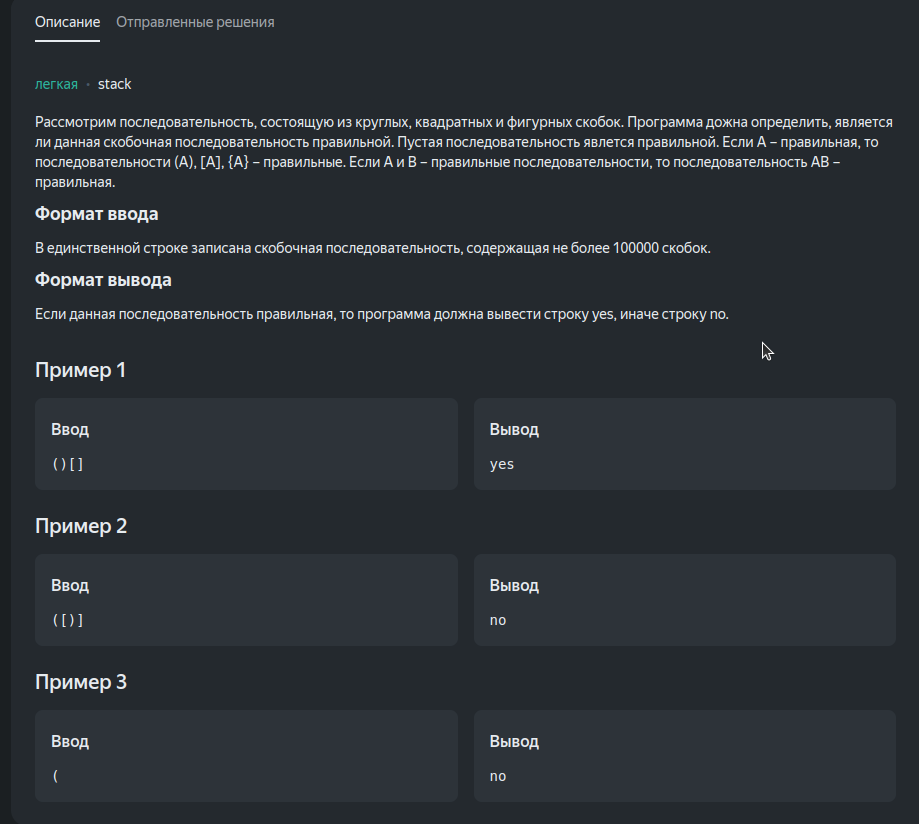 Описание Отправленные решения
легкая · stack
Рассмотрим последовательность, состоящую из круглых, квадратных и фигурных скобок. Программа дожна определить, является
ли данная скобочная последовательность правильной. Пустая последовательность явлется правильной. Если A – правильная, то
последовательности (A), [A], {A} – правильные. Если A и B – правильные последовательности, то последовательность AB –
правильная.
Формат ввода
В единственной строке записана скобочная последовательность, содержащая не более 100000 скобок.
Формат вывода
Если данная последовательность правильная, то программа должна вывести строку yes, иначе строку no.
Пример 1
Ввод Вывод
()[] yes
Пример 2
Ввод Вывод
([)] no
Пример 3
Ввод Вывод
( no